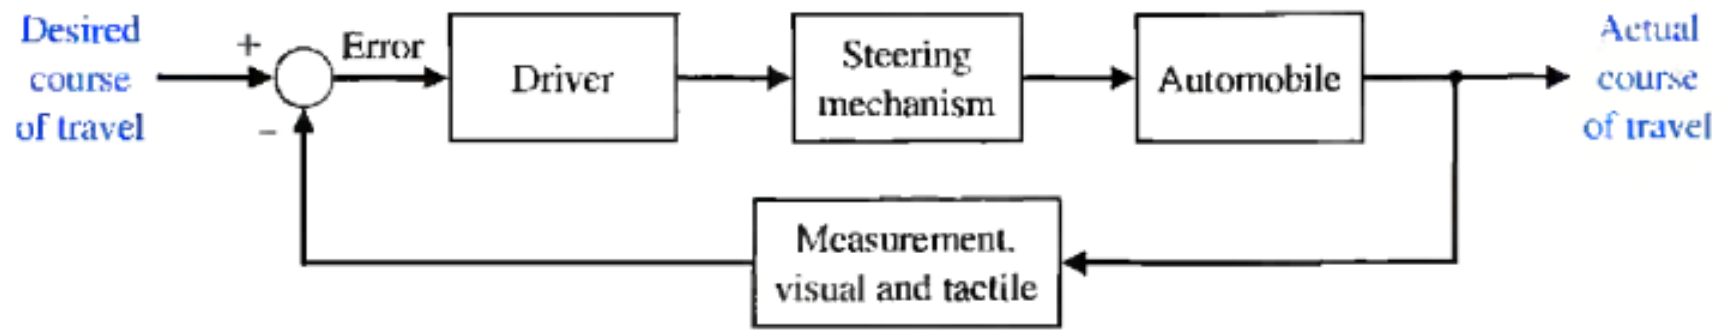 Desired
course
of travel
+
−
Error
Driver
Steering
mechanism
Automobile
Actual
course
of travel
Measurement.
visual and tactile